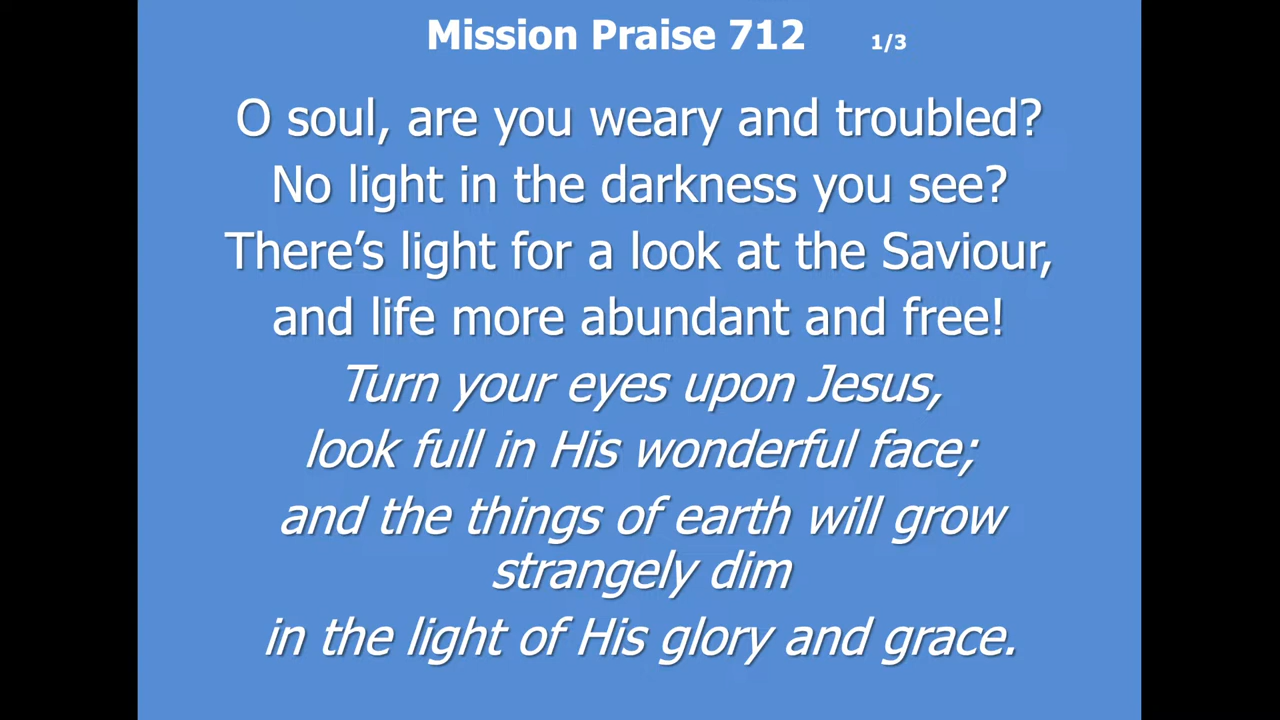 Mission Praise 712 1/3
O soul, are you weary and troubled?
No light in the darkness you see?
There’s light for a look at the Saviour,
and life more abundant and free!
Turn your eyes upon Jesus,
look full in His wonderful face;
and the things of earth will grow
strangely dim
in the light of His glory and grace.